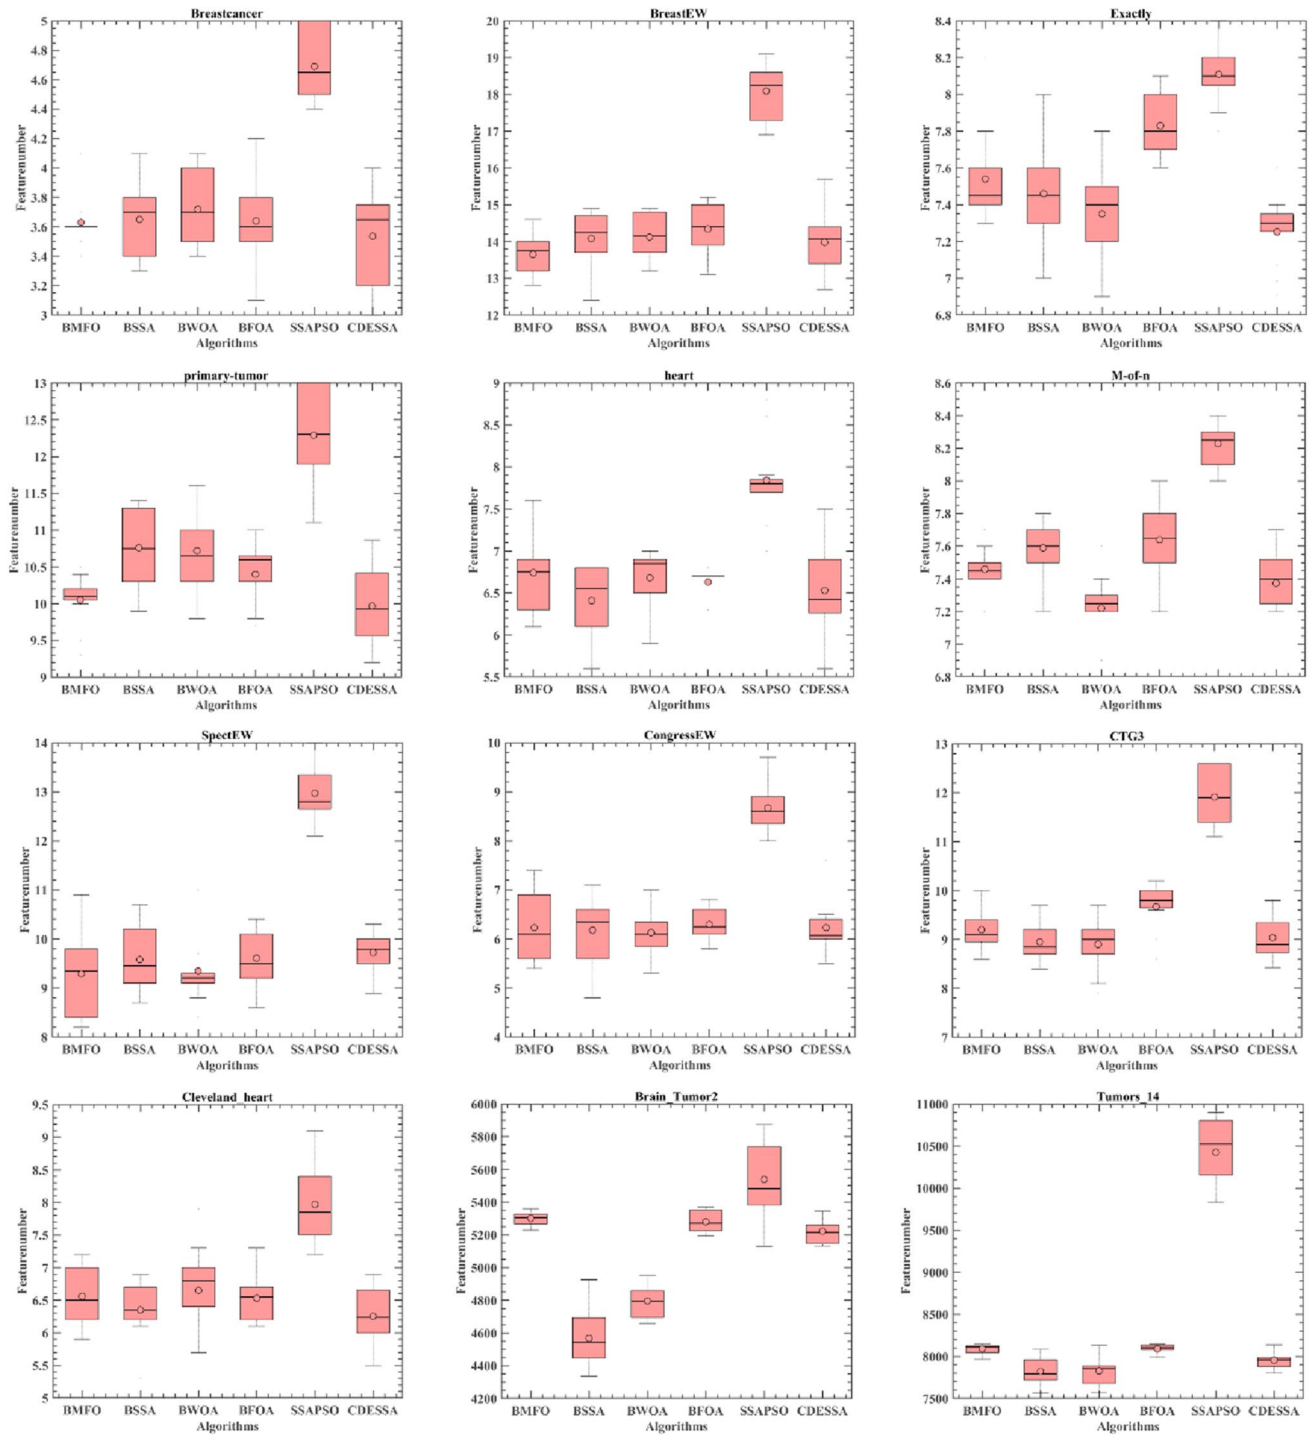 Breastcancer
Featurenumber
5
4.6
4.2
3.8
3.6
3.2
3
BMFO BSSA BWOA BFOA SSAPSO CDESSA
Algorithms
BreastEW
Featurenumber
20
19
18
17
16
15
14
13
12
BMFO BSSA BWOA BFOA SSAPSO CDESSA
Algorithms
Exactly
Featurenumber
8.4
8.2
8
7.8
7.6
7.4
7.2
7
6.8
BMFO BSSA BWOA BFOA SSAPSO CDESSA
Algorithms
primary-tumor
Featurenumber
13
12.5
12
11.5
11
10.5
10
9.5
9
BMFO BSSA BWOA BFOA SSAPSO CDESSA
Algorithms
heart
Featurenumber
9
8
7
6.5
6
5.5
BMFO BSSA BWOA BFOA SSAPSO CDESSA
Algorithms
M-of-n
Featurenumber
8.6
8.4
8.2
8
7.8
7.6
7.4
7.2
7
6.8
BMFO BSSA BWOA BFOA SSAPSO CDESSA
Algorithms
SpectEW
Featurenumber
14
13
12
11
10
9
8
BMFO BSSA BWOA BFOA SSAPSO CDESSA
Algorithms
CongressEW
Featurenumber
10
9
8
7
6
5
4
BMFO BSSA BWOA BFOA SSAPSO CDESSA
Algorithms
CTG3
Featurenumber
13
12
11
10
9
8
7
BMFO BSSA BWOA BFOA SSAPSO CDESSA
Algorithms
Cleveland_heart
Featurenumber
9.5
9
8.5
8
7.5
7
6.5
6
5.5
5
BMFO BSSA BWOA BFOA SSAPSO CDESSA
Algorithms
Brain_Tumor2
Featurenumber
6000
5800
5600
5400
5200
5000
4800
4600
4400
4200
BMFO BSSA BWOA BFOA SSAPSO CDESSA
Algorithms
Tumors_14
Featurenumber
11000
10500
10000
9500
9000
8500
8000
7500
BMFO BSSA BWOA BFOA SSAPSO CDESSA
Algorithms